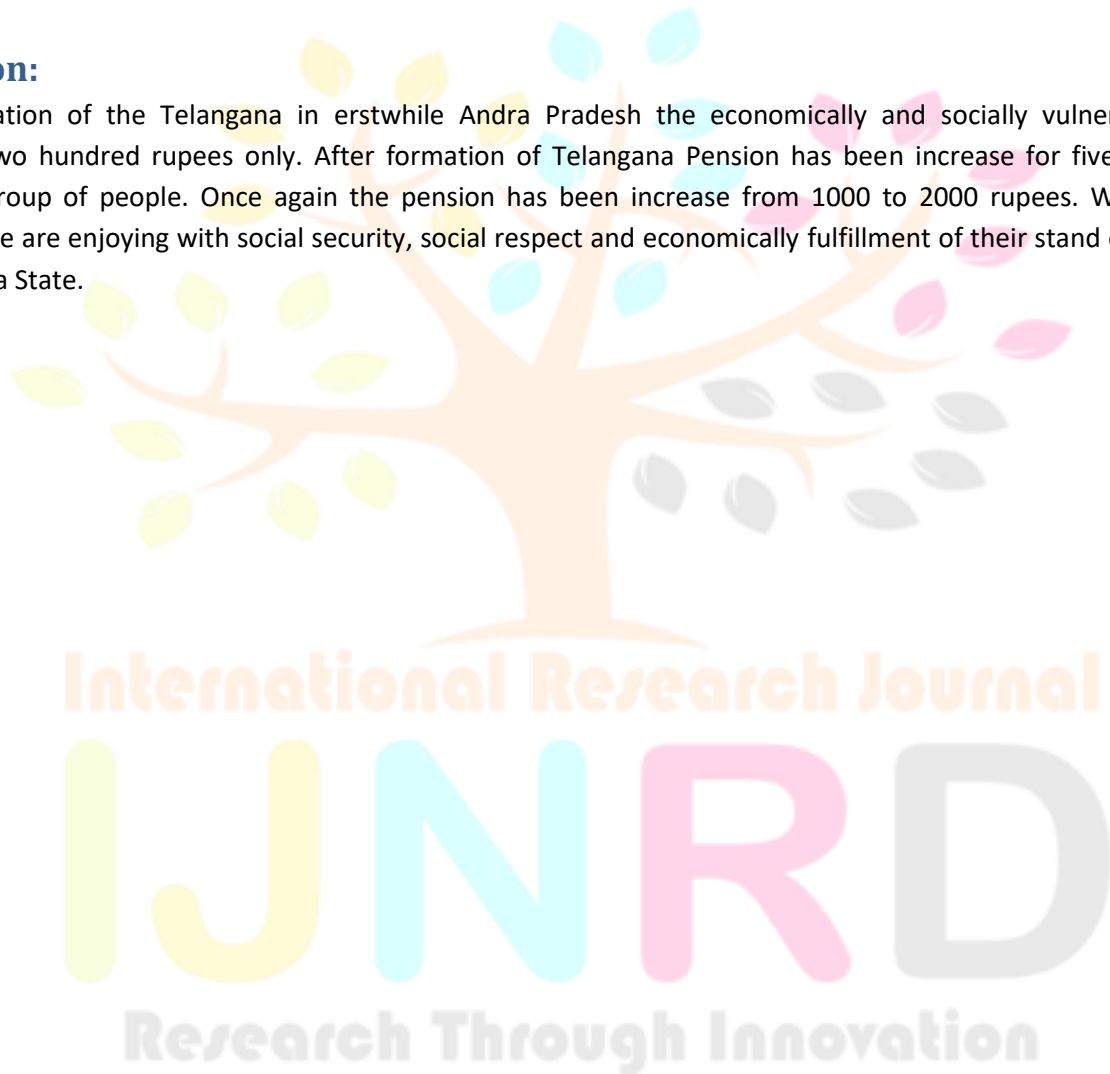 on:
ation of the Telangana in erstwhile Andra Pradesh the economically and socially vulner
wo hundred rupees only. After formation of Telangana Pension has been increase for five
roup of people. Once again the pension has been increase from 1000 to 2000 rupees. W
e are enjoying with social security, social respect and economically fulfillment of their stand
a State.
International Research Journal
IJNRD
Research Through Innovation